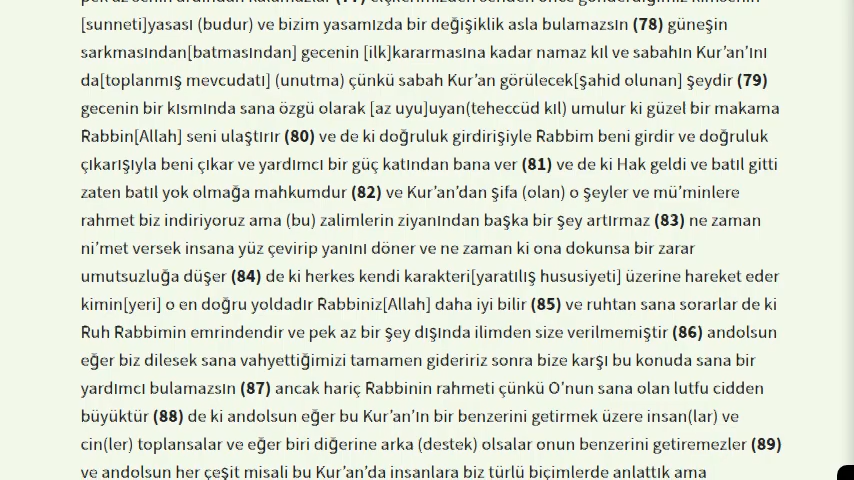 pek az senin ardından kalamazlar (77) elçilerimizden senden önce gönderdiğimiz kimsenin
[sunneti]yasası (budur) ve bizim yasamızda bir değişiklik asla bulamazsın (78) güneşin
sarkmasından[batmasından] gecenin [ilk]kararmasına kadar namaz kıl ve sabahın Kur’an’ını
da[toplanmış mevcudatı] (unutma) çünkü sabah Kur’an görülecek[şahid olunan] şeydir (79)
gecenin bir kısmında sana özgü olarak [az uyu]uyan(teheccüd kıl) umulur ki güzel bir makama
Rabbin[Allah] seni ulaştırır (80) ve de ki doğruluk girdirişiyle Rabbim beni girdir ve doğruluk
çıkarışıyla beni çıkar ve yardımcı bir güç katından bana ver (81) ve de ki Hak geldi ve batıl gitti
zaten batıl yok olmağa mahkumdur (82) ve Kur’an’dan şifa (olan) o şeyler ve mü’minlere
rahmet biz indiriyoruz ama (bu) zalimlerin ziyanından başka bir şey artırmaz (83) ne zaman
ni’met versek insana yüz çevirip yanını döner ve ne zaman ki ona dokunsa bir zarar
umutsuzluğa düşer (84) de ki herkes kendi karakteri[yaratılış hususiyeti] üzerine hareket eder
kimin[yeri] o en doğru yoldadır Rabbiniz[Allah] daha iyi bilir (85) ve ruhtan sana sorarlar de ki
Ruh Rabbimin emrindendir ve pek az bir şey dışında ilimden size verilmemiştir (86) andolsun
eğer biz dilesek sana vahyettiğimizi tamamen gideririz sonra bize karşı bu konuda sana bir
yardımcı bulamazsın (87) ancak hariç Rabbinin rahmeti çünkü O’nun sana olan lutfu cidden
büyüktür (88) de ki andolsun eğer bu Kur’an’ın bir benzerini getirmek üzere insan(lar) ve
cin(ler) toplansalar ve eğer biri diğerine arka (destek) olsalar onun benzerini getiremezler (89)
ve andolsun her çeşit misali bu Kur’an’da insanlara biz türlü biçimlerde anlattık ama